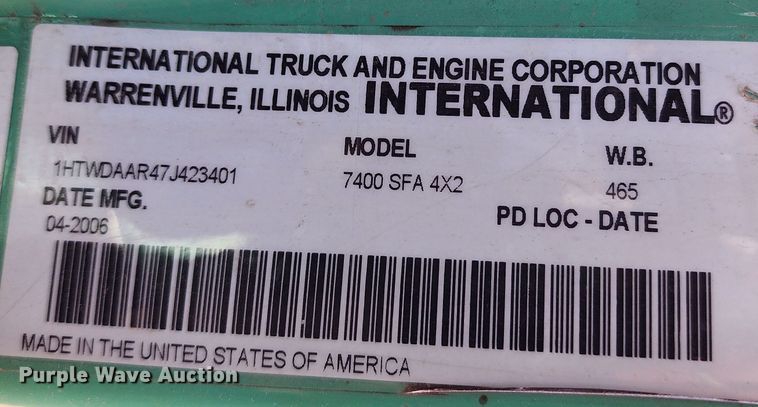 INTERNATIONAL TRUCK AND ENGINE CORPORATION
WARRENVILLE, ILLINOIS INTERNATIONAL®
VIN MODEL W.B.
1HTWDAAR47J423401 7400 SFA 4X2 465
DATE MFG. PD LOC - DATE
04-2006
MADE IN THE UNITED STATES OF AMERICA
Purple Wave Auction